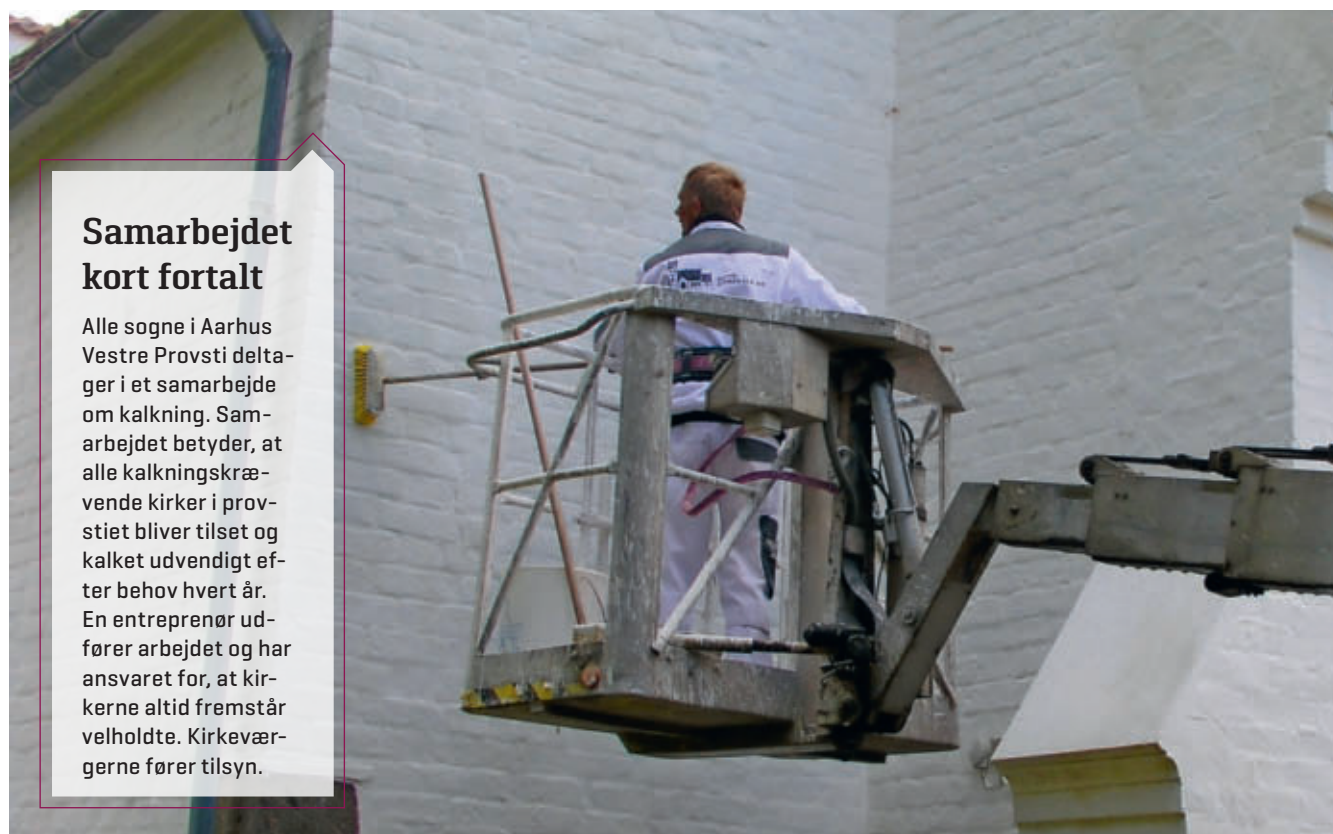 Samarbejdet
kort fortalt
Alle sogne i Aarhus
Vestre Provsti delta-
ger i et samarbejde
om kalkning. Sam-
arbejdet betyder, at
alle kalkningskræ-
vende kirker i prov-
stiet bliver tilset og
kalket udvendigt ef-
ter behov hvert år.
En entreprenør ud-
fører arbejdet og har
ansvaret for, at kir-
kerne altid fremstår
velholdte. Kirkevær-
gerne fører tilsyn.